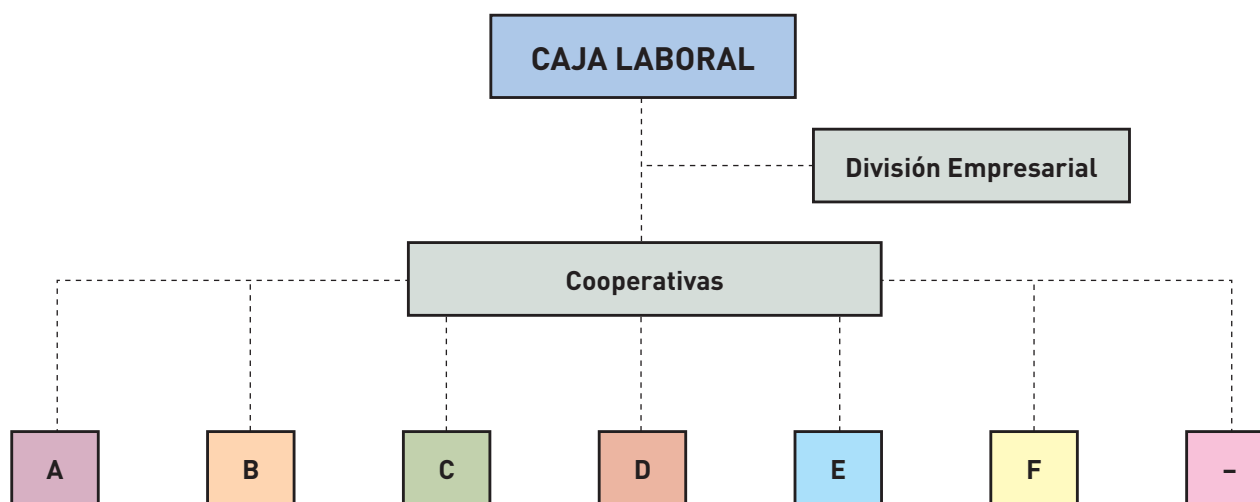 CAJA LABORAL
División Empresarial
Cooperativas
A
B
C
D
E
F
–